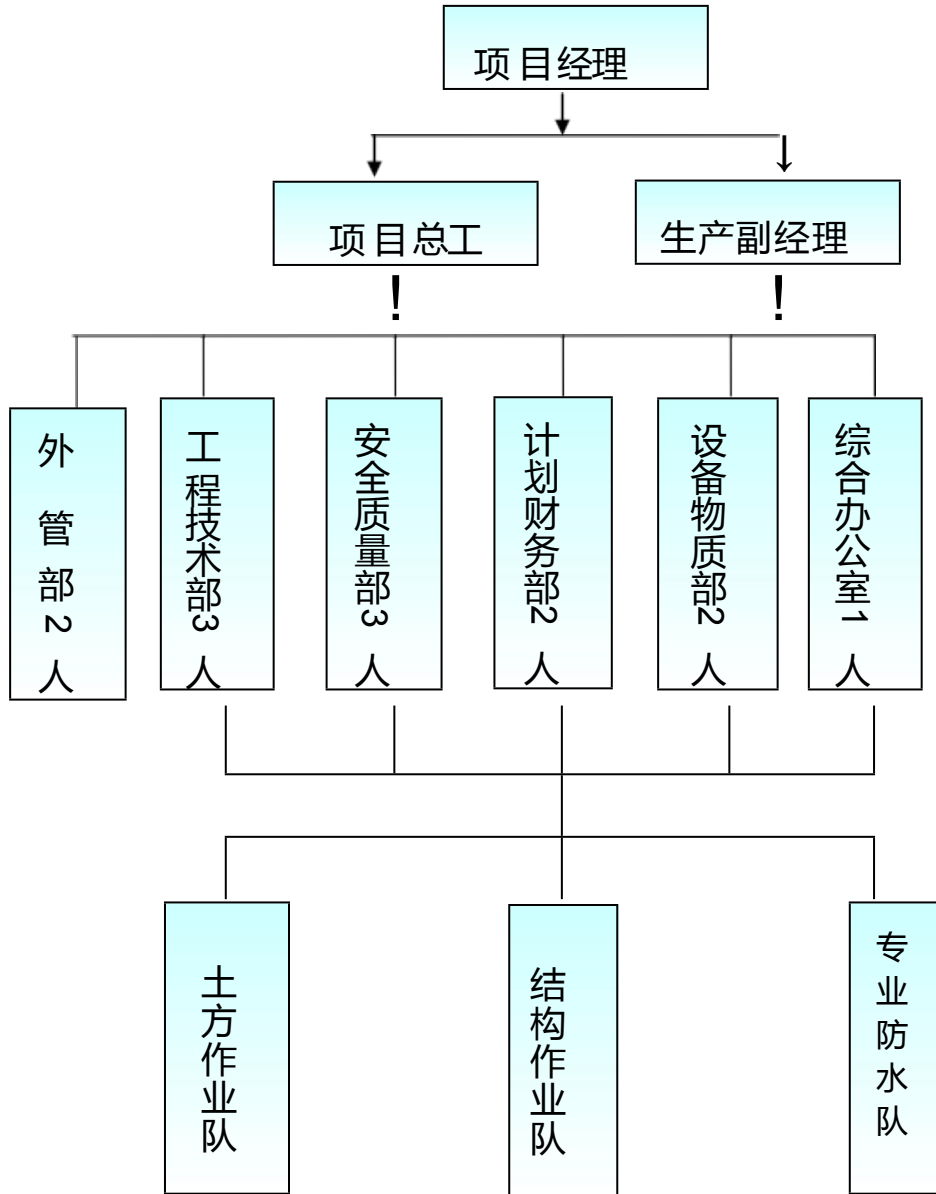 项目经理
项目总工
生产副经理
!
!
外管部2人
工程技术部3人
安全质量部3人
计划财务部2人
设备物质部2人
综合办公室1人
土方作业队
结构作业队
专业防水队